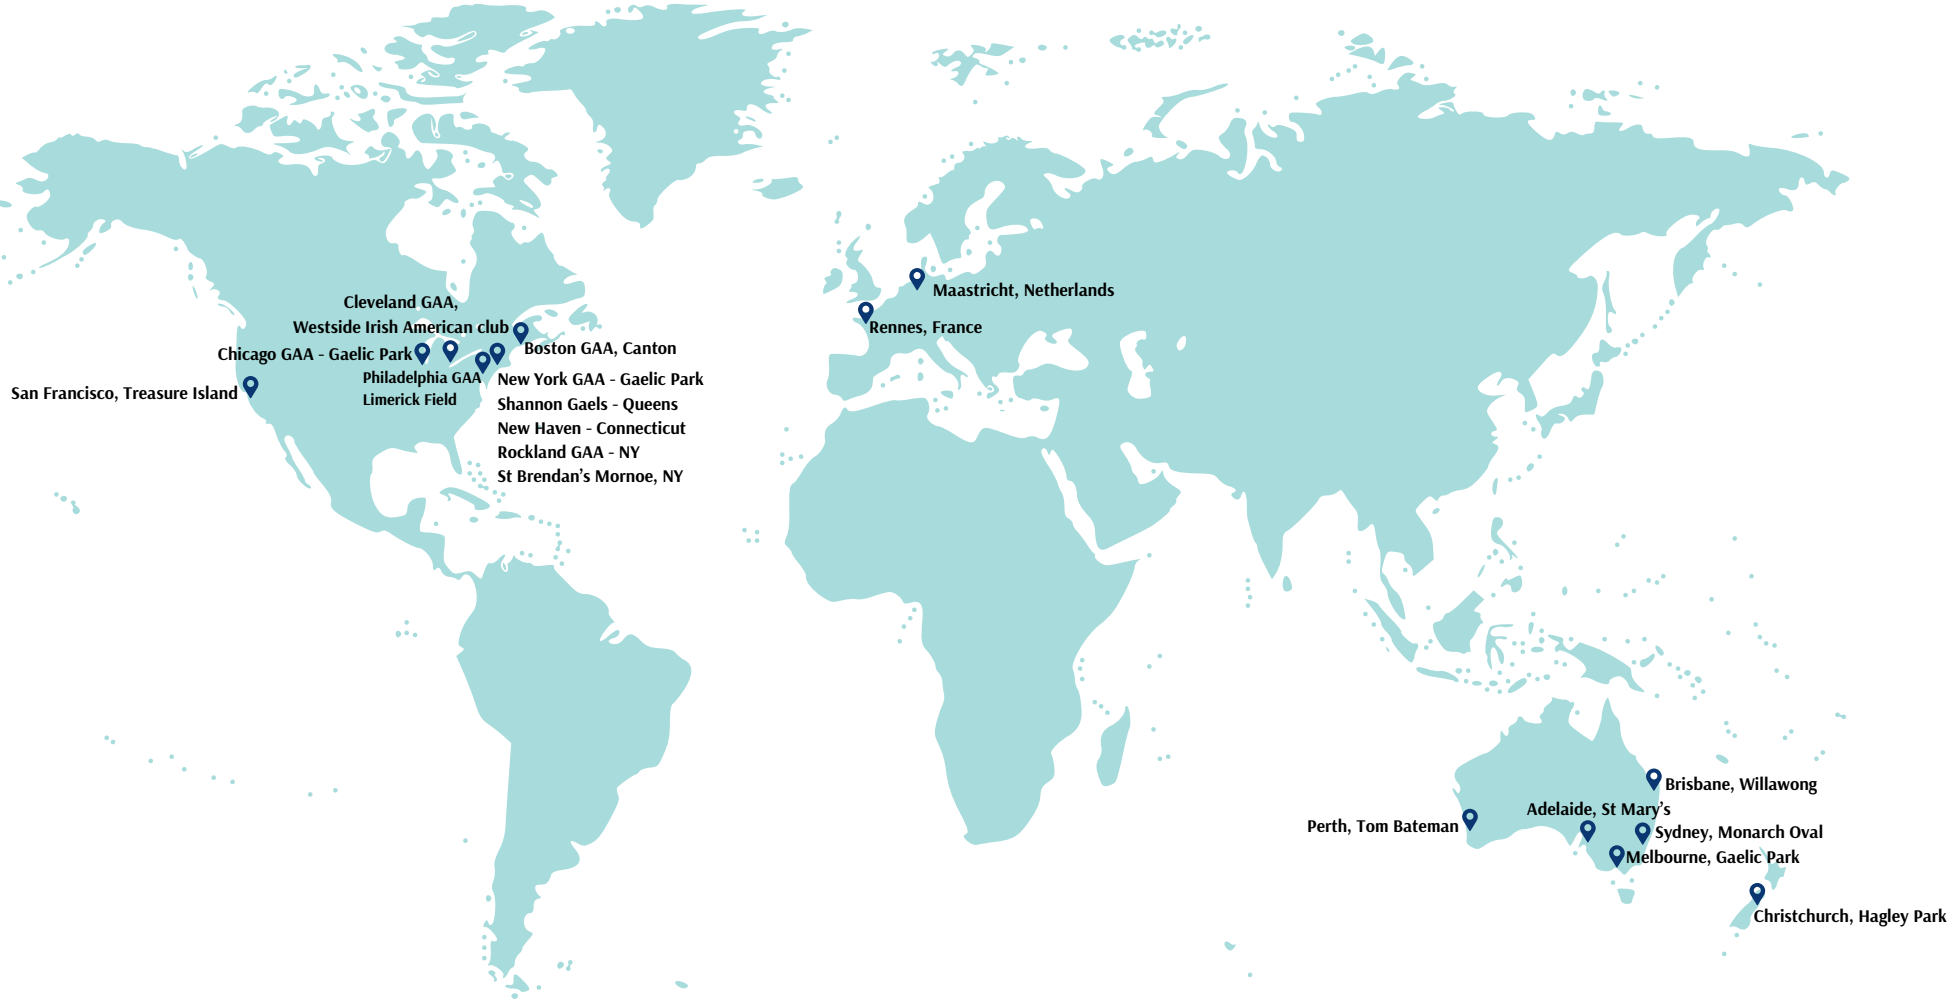 Cleveland GAA,
Westside Irish American club
Chicago GAA - Gaelic Park
San Francisco, Treasure Island
Philadelphia GAA
Limerick Field
Boston GAA, Canton
New York GAA - Gaelic Park
Shannon Gaels - Queens
New Haven - Connecticut
Rockland GAA - NY
St Brendan’s Mornoe, NY
Maastricht, Netherlands
Rennes, France
Brisbane, Willawong
Adelaide, St Mary’s
Perth, Tom Bateman
Sydney, Monarch Oval
Melbourne, Gaelic Park
Christchurch, Hagley Park